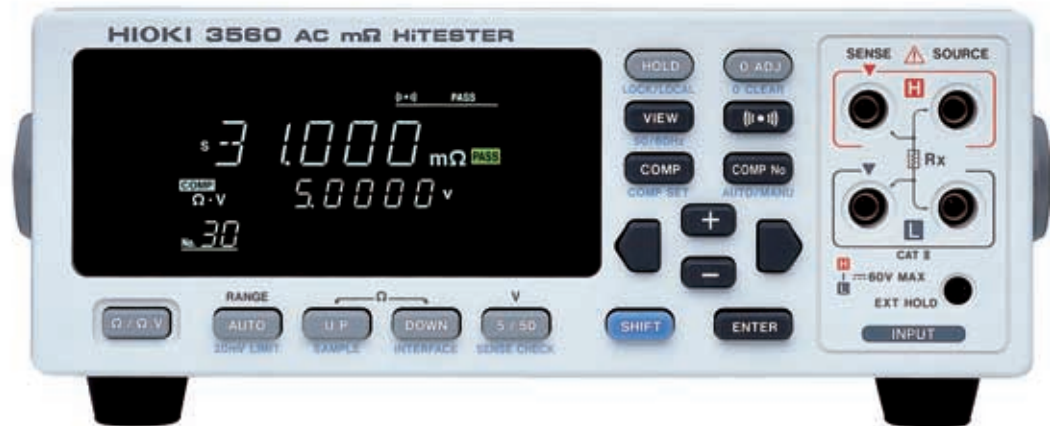 HIOKI 3560 AC mΩ HiTESTER
PASS
S 31.000 mΩ PASS
COMP
Ω·V
5.0000 V
No. 30
Ω/ΩV
RANGE
AUTO
20mV LIMIT
Ω
UP
SAMPLE
DOWN
INTERFACE
V
5/50
SENSE CHECK
HOLD
LOCK/LOCAL
0 ADJ
0 CLEAR
VIEW
50/60Hz
COMP
COMP SET
COMP No
AUTO/MANU
+
−
SHIFT
ENTER
SENSE
SOURCE
H
Rx
L
CAT II
H
L
60V MAX
EXT HOLD
INPUT